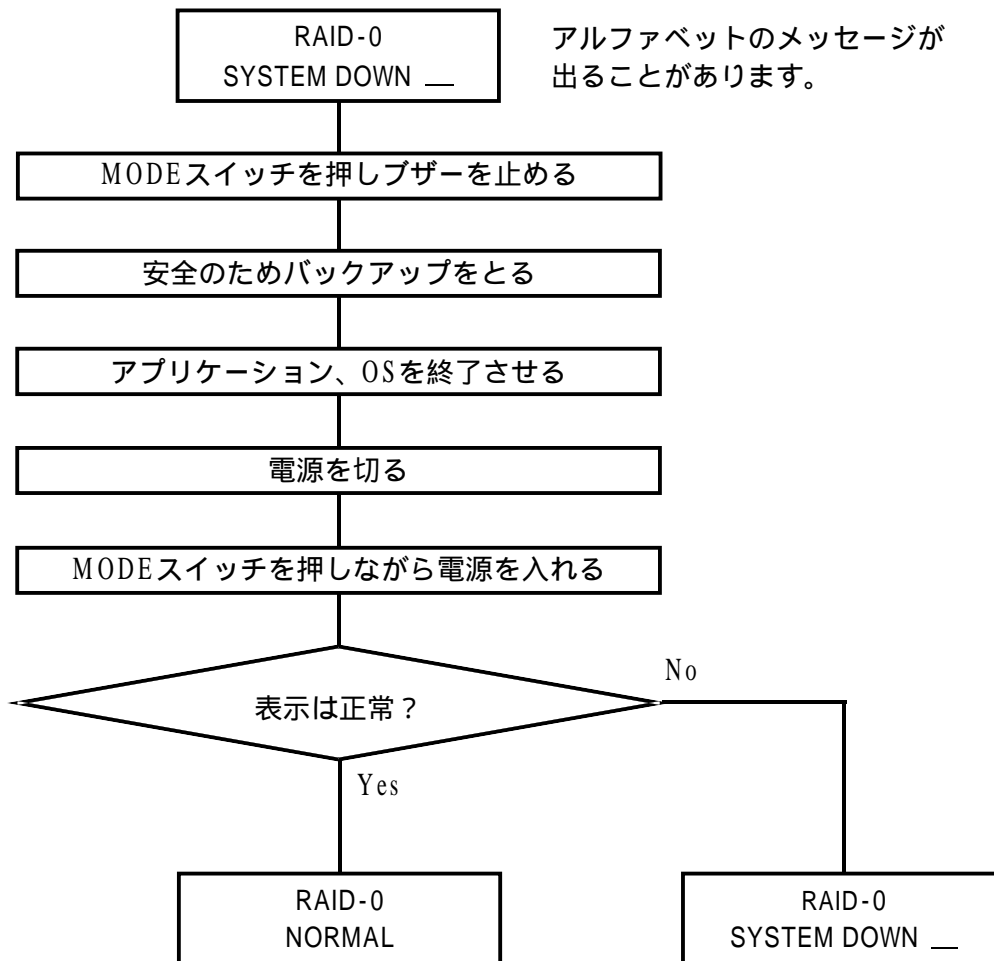 RAID-0
SYSTEM DOWN __
アルファベットのメッセージが
出ることがあります。
MODEスイッチを押しブザーを止める
安全のためバックアップをとる
アプリケーション、OSを終了させる
電源を切る
MODEスイッチを押しながら電源を入れる
表示は正常？
No
Yes
RAID-0
NORMAL
RAID-0
SYSTEM DOWN __